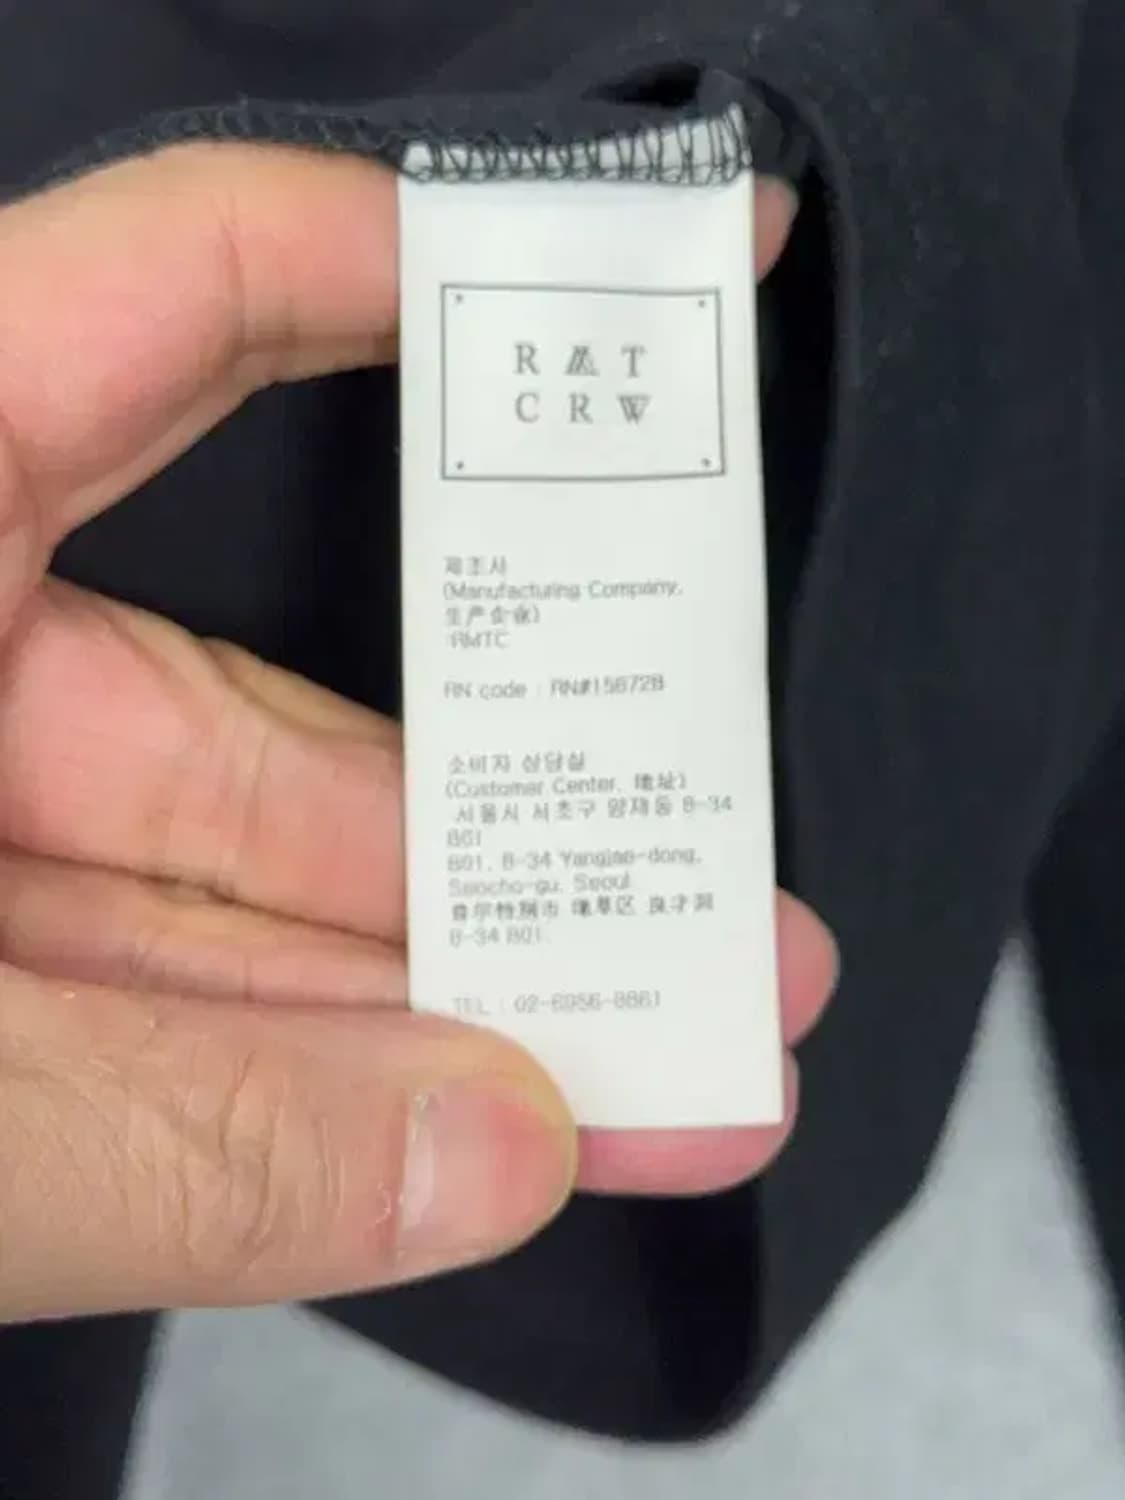 R M T
C R W
제조사
(Manufacturing Company,
生产企业)
:RMTC
RN code : RN#156728
소비자 상담실
(Customer Center, 地址)
서울시 서초구 양재동 8-34
B01
B01, 8-34 Yangjae-dong,
Seocho-gu, Seoul
首尔特别市 瑞草区 良才洞
8-34 B01.
TEL : 02-6956-8861